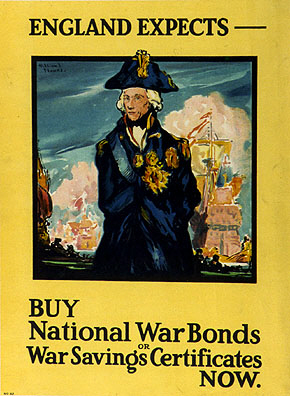 ENGLAND EXPECTS —
BUY
National War Bonds
OR
War Savings Certificates
NOW.